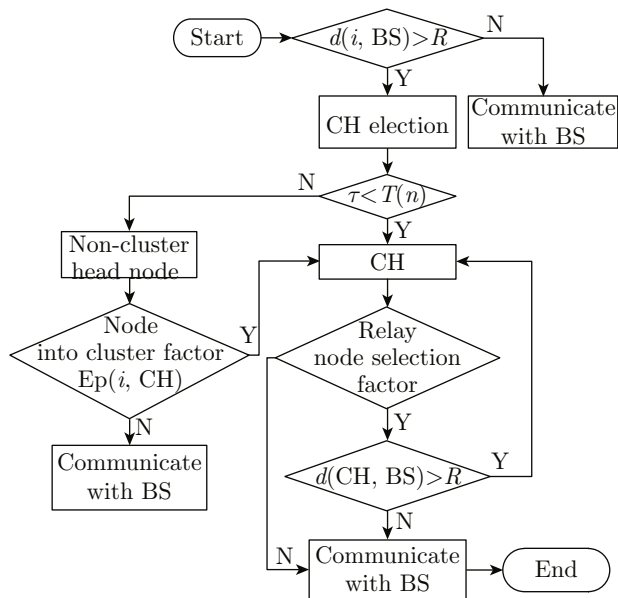 Start
d(i, BS)>R
N
Y
CH election
Communicate
with BS
N
τ<T(n)
Y
Non-cluster
head node
CH
Node
into cluster factor
Ep(i, CH)
Y
Relay
node selection
factor
N
Y
Communicate
with BS
d(CH, BS)>R
Y
N
N
Communicate
with BS
End